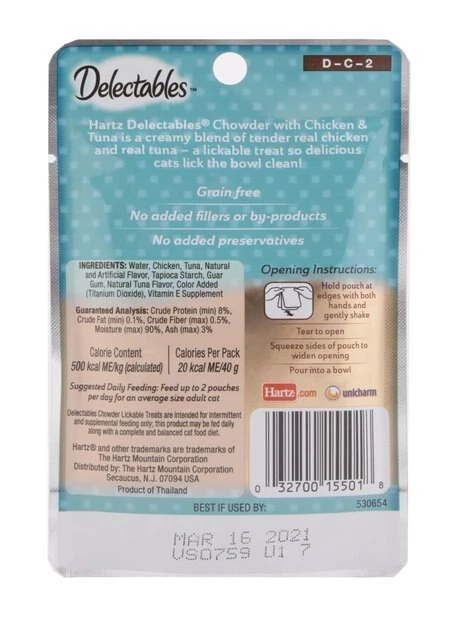 D-C-2
Delectables™
Hartz Delectables® Chowder with Chicken &
Tuna is a creamy blend of tender real chicken
and real tuna – a lickable treat so delicious
cats lick the bowl clean!
Grain free
No added fillers or by-products
No added preservatives
INGREDIENTS: Water, Chicken, Tuna, Natural
and Artificial Flavor, Tapioca Starch, Guar
Gum, Natural Tuna Flavor, Color Added
(Titanium Dioxide), Vitamin E Supplement
Guaranteed Analysis: Crude Protein (min) 8%,
Crude Fat (min) 0.1%, Crude Fiber (max) 0.5%,
Moisture (max) 90%, Ash (max) 3%
Calorie Content
500 kcal ME/kg (calculated)
Calories Per Pack
20 kcal ME/40 g
Suggested Daily Feeding: Feed up to 2 pouches
per day for an average size adult cat
Delectables Chowder Lickable Treats are intended for intermittent
and supplemental feeding only; this product may be fed daily
along with a complete and balanced cat food diet.
Hartz® and other trademarks are trademarks of
The Hartz Mountain Corporation
Distributed by: The Hartz Mountain Corporation
Secaucus, N.J. 07094 USA
Product of Thailand
Opening Instructions:
Hold pouch at
edges with both
hands and
gently shake
Tear to open
Squeeze sides of pouch to
widen opening
Pour into a bowl
Hartz.com
unicharm
0 32700 15501 8
BEST IF USED BY:
530654
MAR 16 2021
VS0759 U1 7